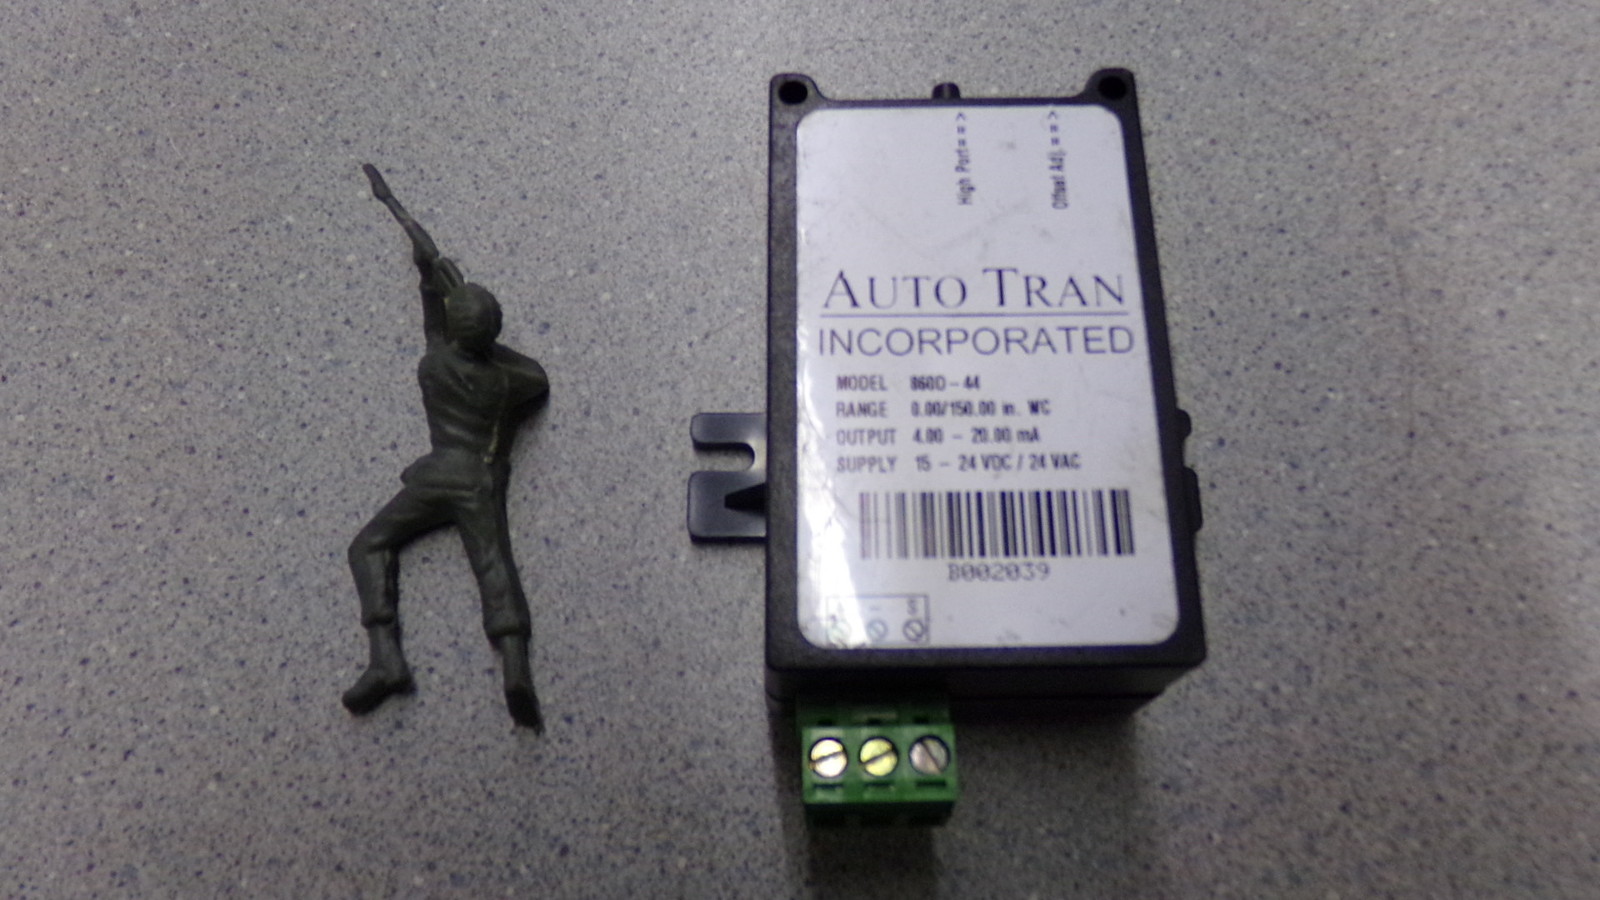 High Port==>
Offset Adj.==>
AUTO TRAN
INCORPORATED
MODEL 860D-44
RANGE 0.00/150.00 in. WC
OUTPUT 4.00 - 20.00 mA
SUPPLY 15 - 24 VDC / 24 VAC
B002039